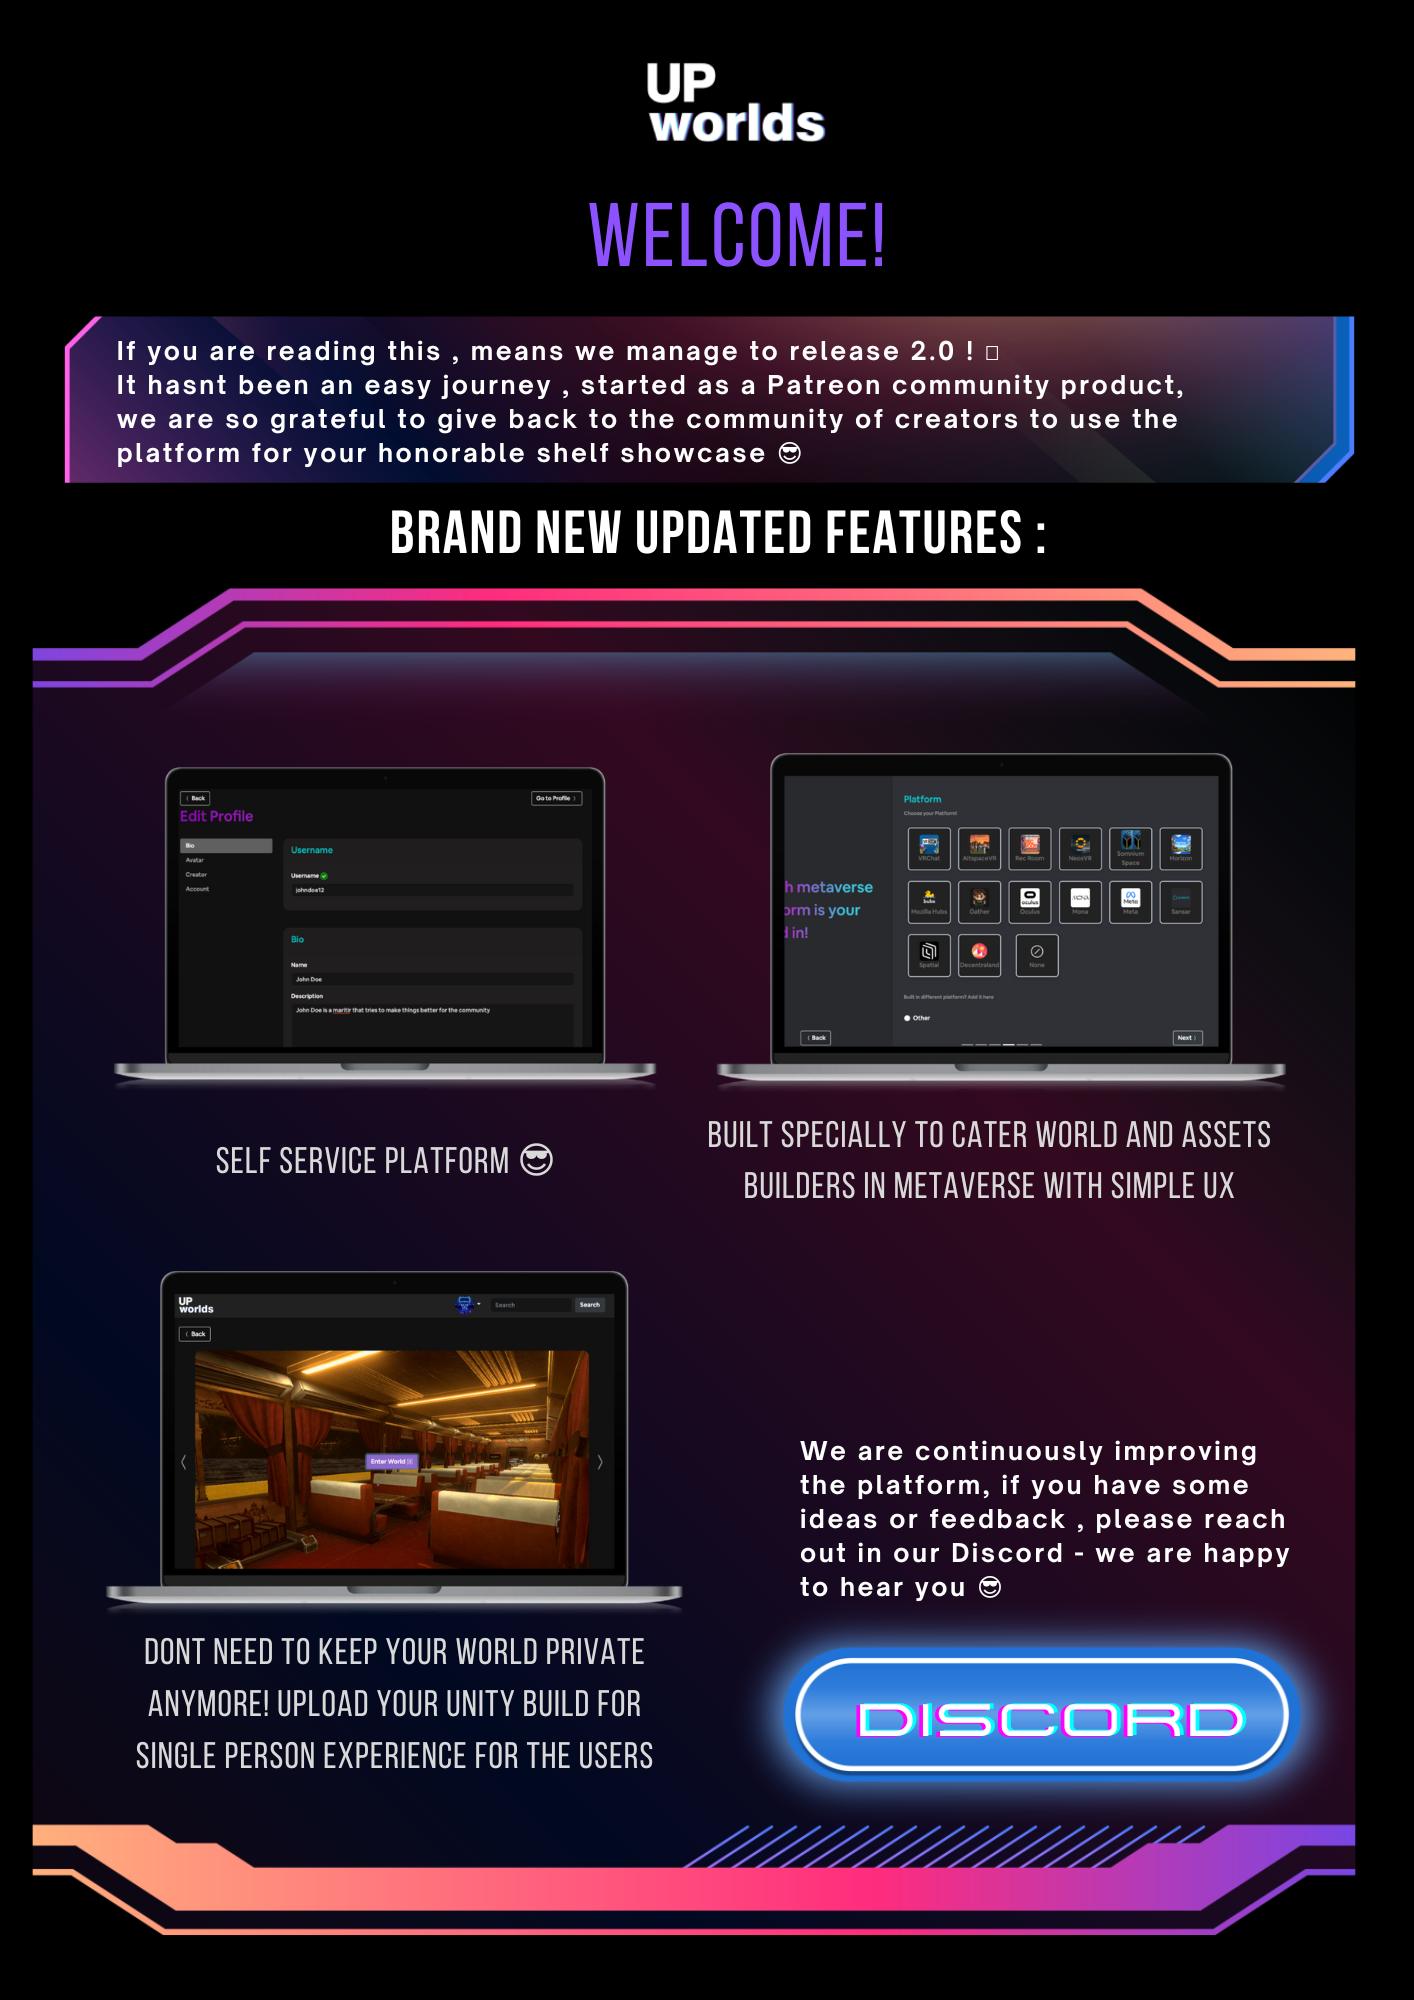 UP
worlds
WELCOME!
If you are reading this , means we manage to release 2.0 ! 
It hasnt been an easy journey , started as a Patreon community product,
we are so grateful to give back to the community of creators to use the
platform for your honorable shelf showcase 😎
BRAND NEW UPDATED FEATURES :
Back
Go to Profile
Edit Profile
Bio
Avatar
Creator
Account
Username
Username
johndoe12
Bio
Name
John Doe
Description
John Doe is a maritir that tries to make things better for the community
SELF SERVICE PLATFORM 😎
h metaverse
orm is your
d in!
Platform
Choose your Platform!
VRChat AltspaceVR Rec Room NeosVR Somnium Space Horizon
Mozilla Hubs Gather Oculus Mona Meta Sansar
Spatial Decentraland None
Built in different platform? Add it here
Other
Back
Next
BUILT SPECIALLY TO CATER WORLD AND ASSETS
BUILDERS IN METAVERSE WITH SIMPLE UX
UP
worlds
Search
Search
Back
Enter World
DONT NEED TO KEEP YOUR WORLD PRIVATE
ANYMORE! UPLOAD YOUR UNITY BUILD FOR
SINGLE PERSON EXPERIENCE FOR THE USERS
We are continuously improving
the platform, if you have some
ideas or feedback , please reach
out in our Discord - we are happy
to hear you 😎
DISCORD